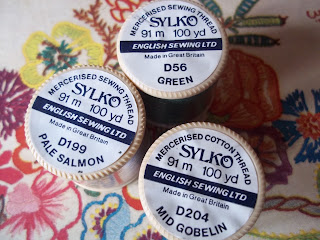 MERCERISED SEWING THREAD
SYLKO
91 m 100 yd
ENGLISH SEWING LTD
Made in Great Britain
D56
GREEN
MERCERISED SEWING THREAD
SYLKO
91 m 100 yd
ENGLISH SEWING LTD
Made in Great Britain
D199
PALE SALMON
MERCERISED COTTON THREAD
SYLKO
91 m 100 yd
ENGLISH SEWING LTD
Made in Great Britain
D204
MID GOBELIN